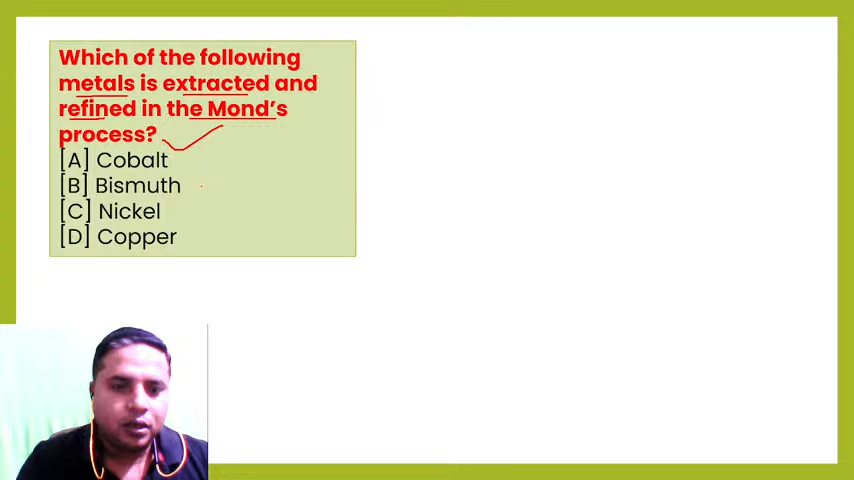 Which of the following
metals is extracted and
refined in the Mond's
process?
[A] Cobalt
[B] Bismuth
[C] Nickel
[D] Copper